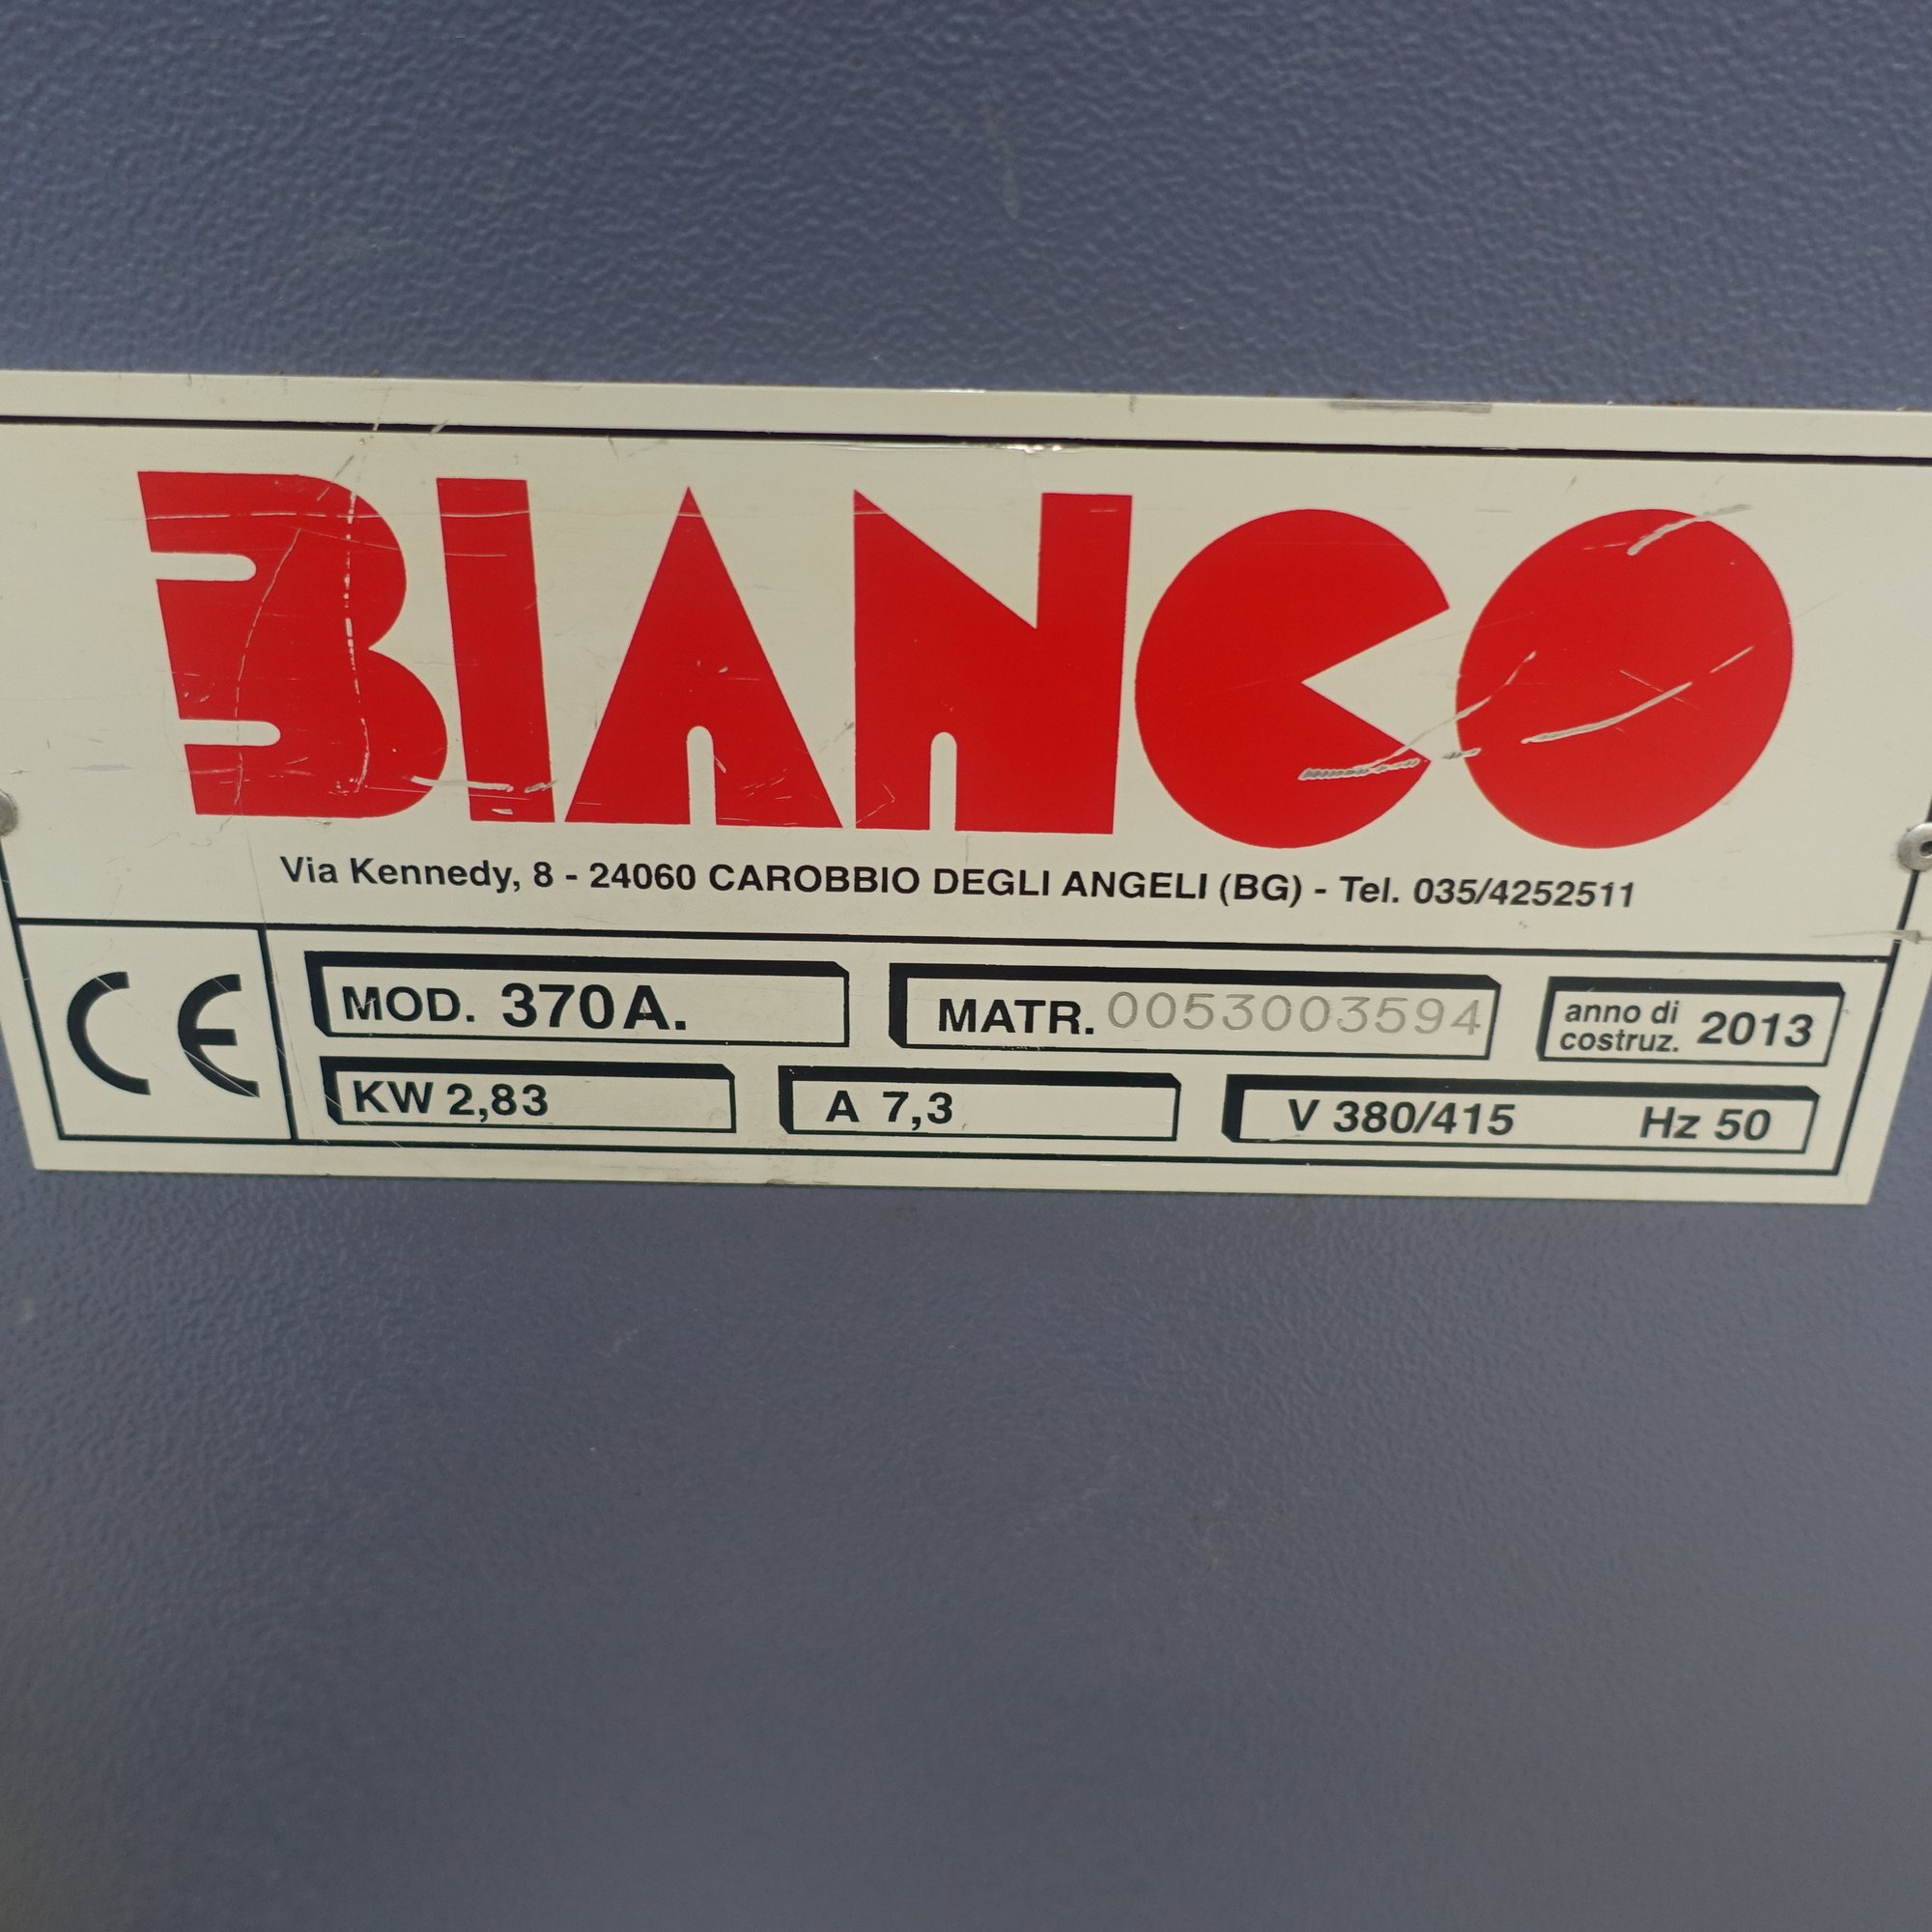 BIANCO
Via Kennedy, 8 - 24060 CAROBBIO DEGLI ANGELI (BG) - Tel. 035/4252511
CE
MOD. 370A.
MATR. 0053003594
anno di costruz. 2013
KW 2,83
A 7,3
V 380/415 Hz 50